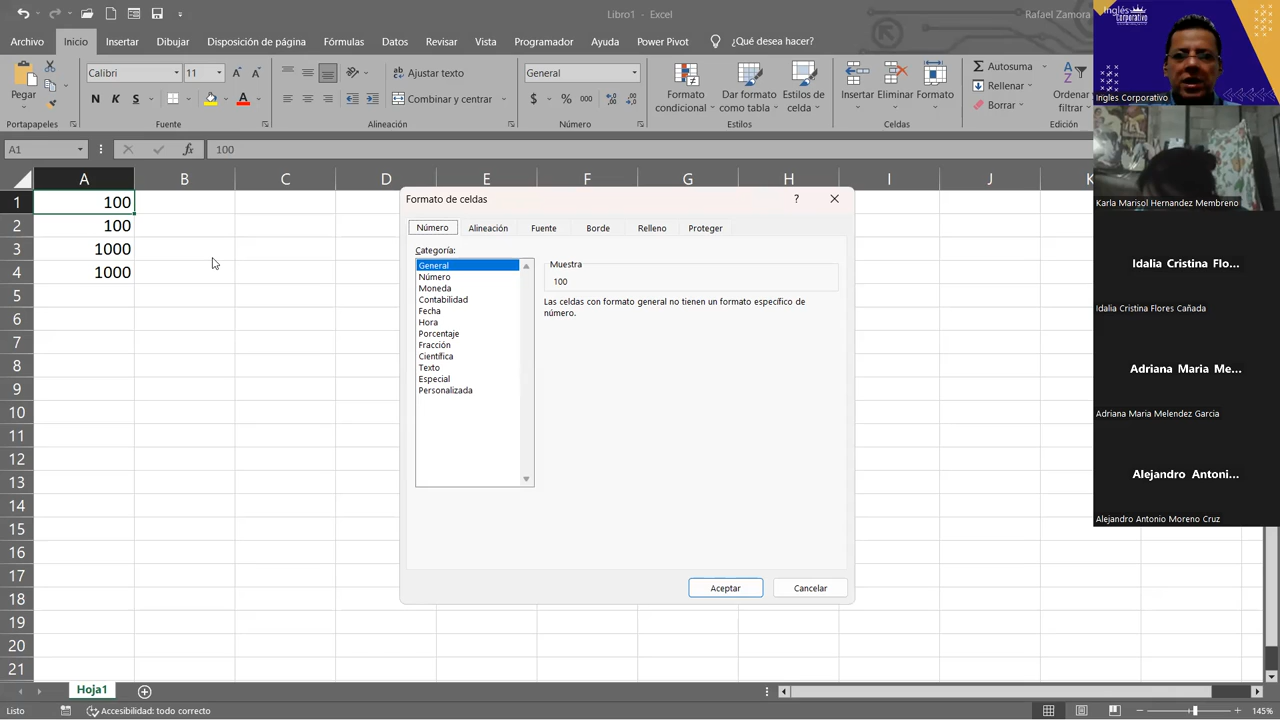 Libro1 - Excel
Rafael Zamora
Archivo
Inicio
Insertar
Dibujar
Disposición de página
Fórmulas
Datos
Revisar
Vista
Programador
Ayuda
Power Pivot
¿Qué desea hacer?
Pegar
Calibri
11
N K S
A
Ajustar texto
Combinar y centrar
General
$ % 000
Formato condicional
Dar formato como tabla
Estilos de celda
Insertar
Eliminar
Formato
Autosuma
Rellenar
Borrar
Ordenar
filtrar
Portapapeles
Fuente
Alineación
Número
Estilos
Celdas
Edición
A1
fx
100
A B C D E F G H I J K
1 100
2 100
3 1000
4 1000
5
6
7
8
9
10
11
12
13
14
15
16
17
18
19
20
21
Formato de celdas
?
Número
Alineación
Fuente
Borde
Relleno
Proteger
Categoría:
General
Número
Moneda
Contabilidad
Fecha
Hora
Porcentaje
Fracción
Científica
Texto
Especial
Personalizada
Muestra
100
Las celdas con formato general no tienen un formato específico de
número.
Aceptar
Cancelar
Hoja1
Listo
Accesibilidad: todo correcto
145%
Inglés
Corporativo
Ingles Corporativo
Karla Marisol Hernandez Membreno
Idalia Cristina Flo...
Idalia Cristina Flores Cañada
Adriana Maria Me...
Adriana Maria Melendez Garcia
Alejandro Antoni...
Alejandro Antonio Moreno Cruz